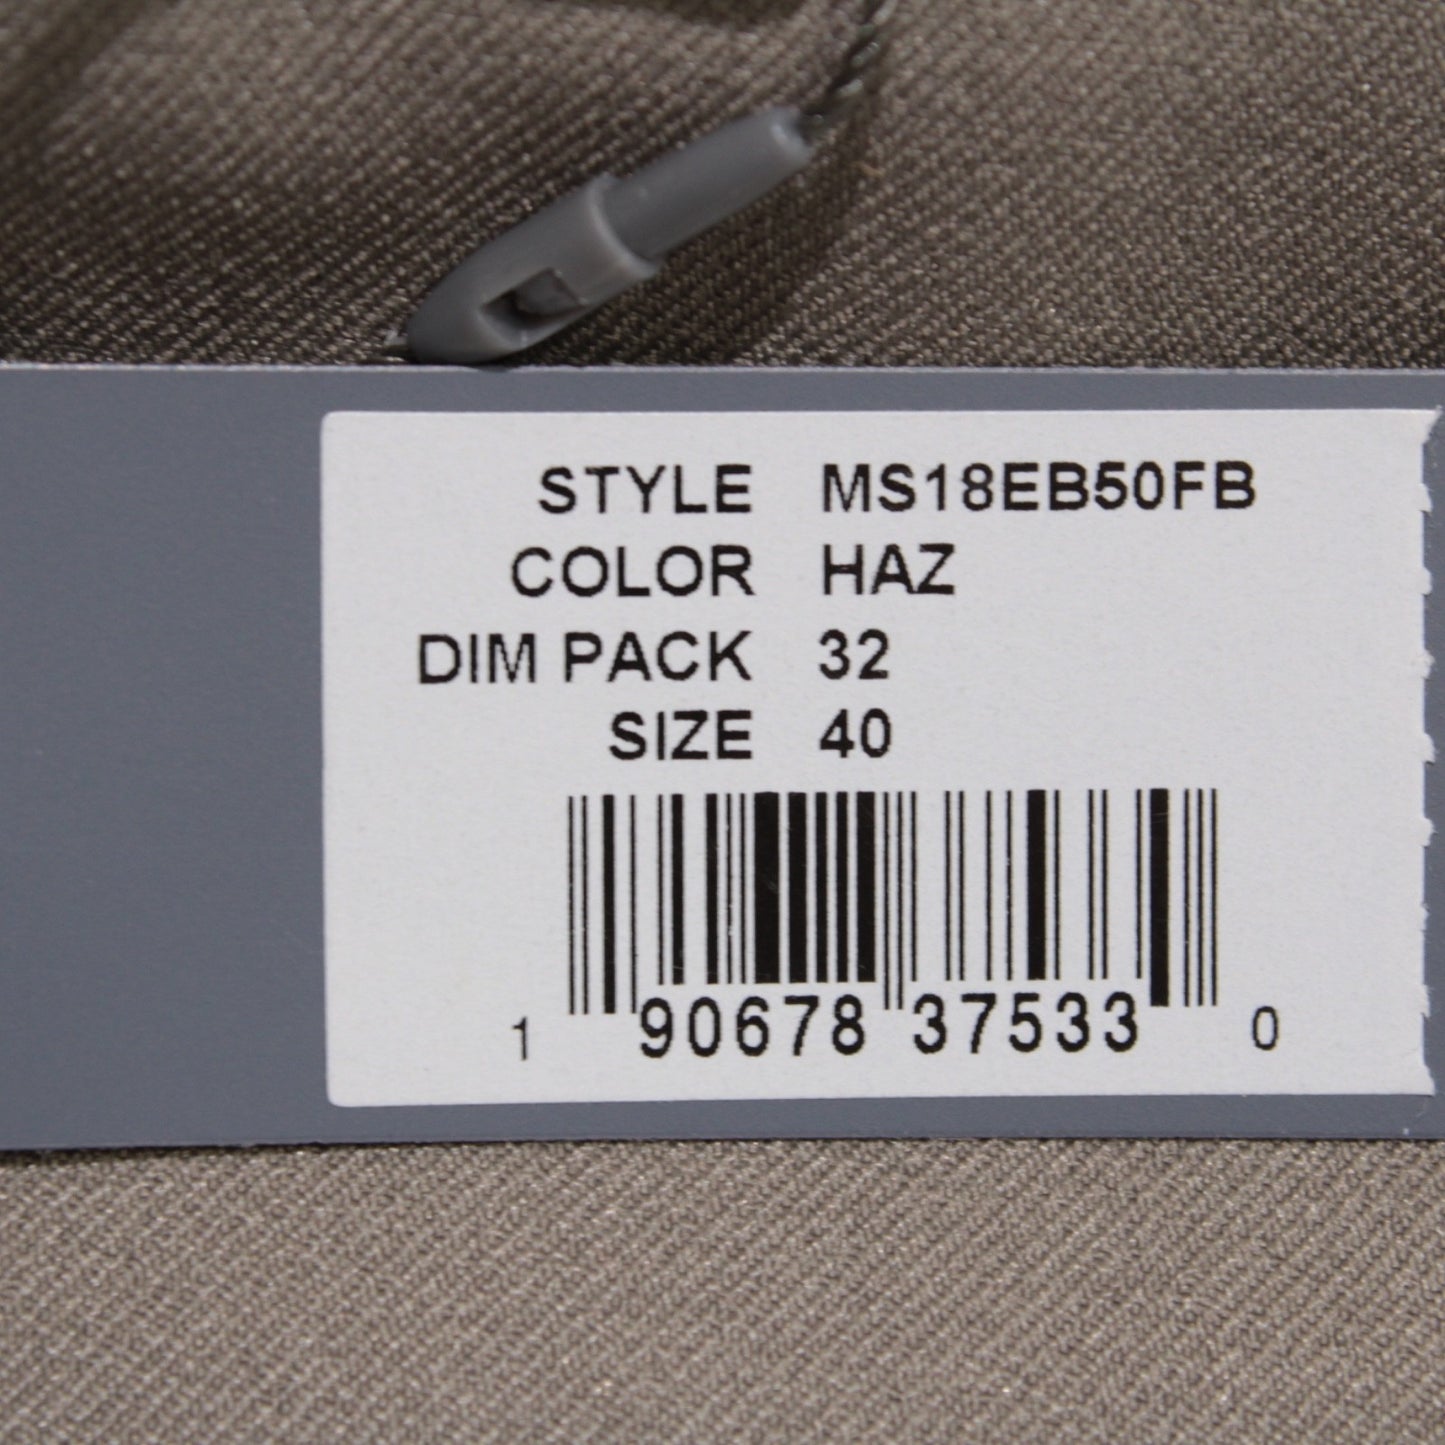 STYLE MS18EB50FB
COLOR HAZ
DIM PACK 32
SIZE 40
1 90678 37533 0